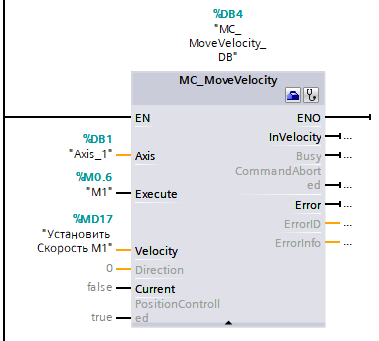 %DB4
"MC_
MoveVelocity_
DB"
MC_MoveVelocity
EN
ENO
InVelocity
%DB1
"Axis_1"
Axis
Busy
CommandAbort
ed
%M0.6
"M1"
Execute
Error
%MD17
"Установить
Скорость M1"
Velocity
ErrorID
ErrorInfo
0
Direction
false
Current
PositionControll
true
ed